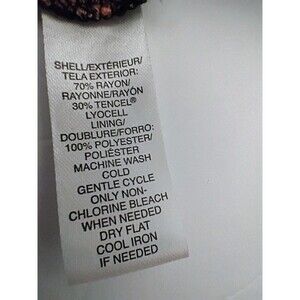 SHELL/EXTÉRIEUR/
TELA EXTERIOR:
70% RAYON/
RAYONNE/RAYÓN
30% TENCEL®
LYOCELL
LINING/
DOUBLURE/FORRO:
100% POLYESTER/
POLIÉSTER
MACHINE WASH
COLD
GENTLE CYCLE
ONLY NON-
CHLORINE BLEACH
WHEN NEEDED
DRY FLAT
COOL IRON
IF NEEDED